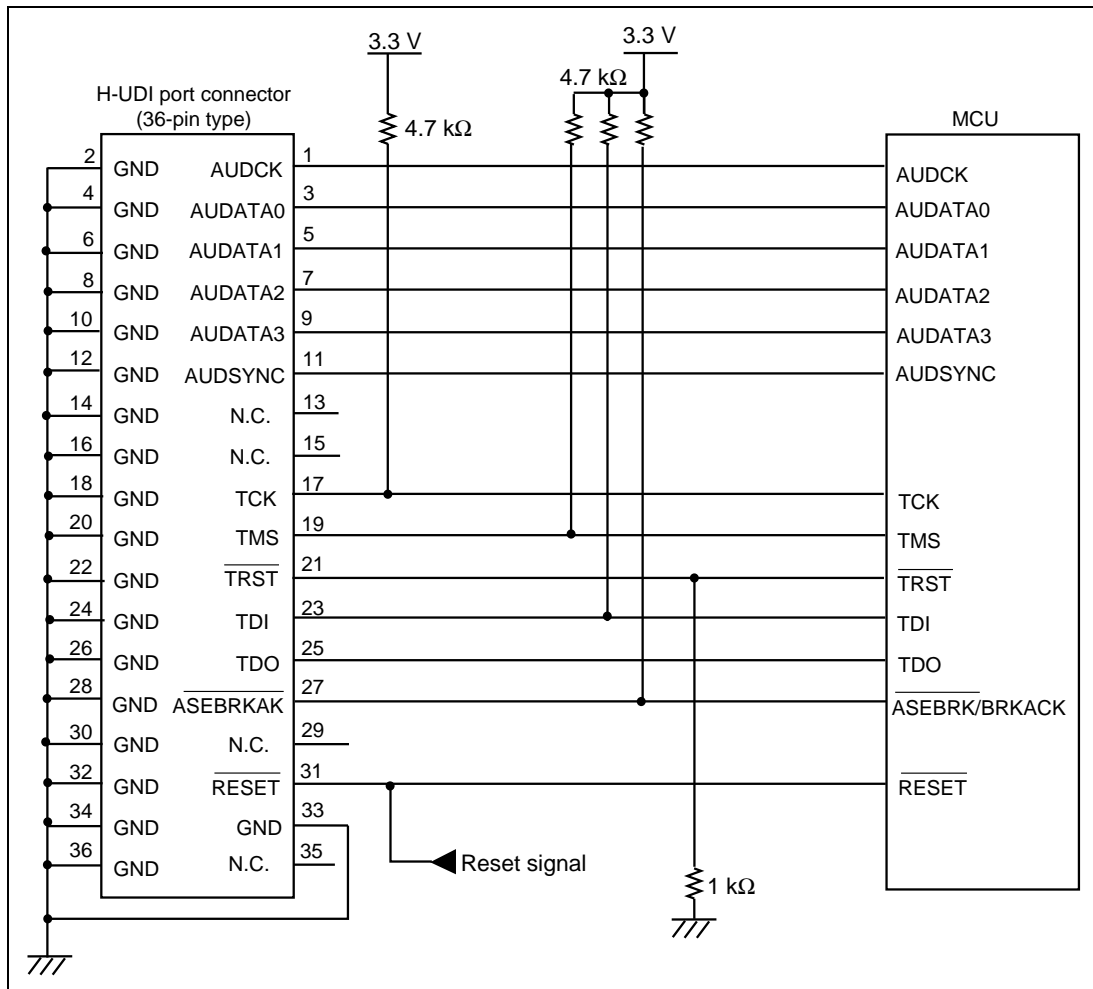 3.3 V
3.3 V
4.7 kΩ
4.7 kΩ
H-UDI port connector
(36-pin type)
MCU
2 GND AUDCK 1 AUDCK
4 GND AUDATA0 3 AUDATA0
6 GND AUDATA1 5 AUDATA1
8 GND AUDATA2 7 AUDATA2
10 GND AUDATA3 9 AUDATA3
12 GND AUDSYNC 11 AUDSYNC
14 GND N.C. 13
16 GND N.C. 15
18 GND TCK 17 TCK
20 GND TMS 19 TMS
22 GND TRST 21 TRST
24 GND TDI 23 TDI
26 GND TDO 25 TDO
28 GND ASEBRKAK 27 ASEBRK/BRKACK
30 GND N.C. 29
32 GND RESET 31 RESET
34 GND GND 33
36 GND N.C. 35
Reset signal
1 kΩ